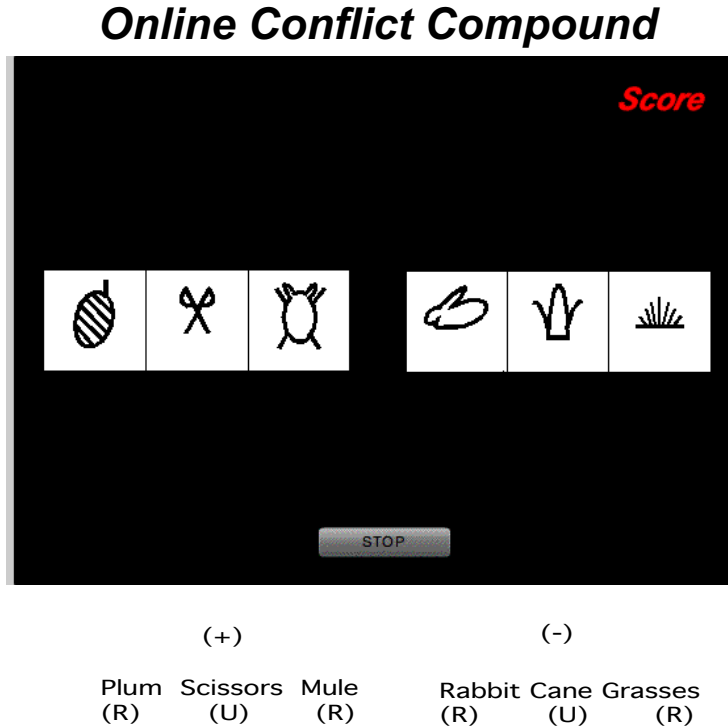 Online Conflict Compound
Score
STOP
(+) (-)
Plum Scissors Mule Rabbit Cane Grasses
(R) (U) (R) (R) (U) (R)